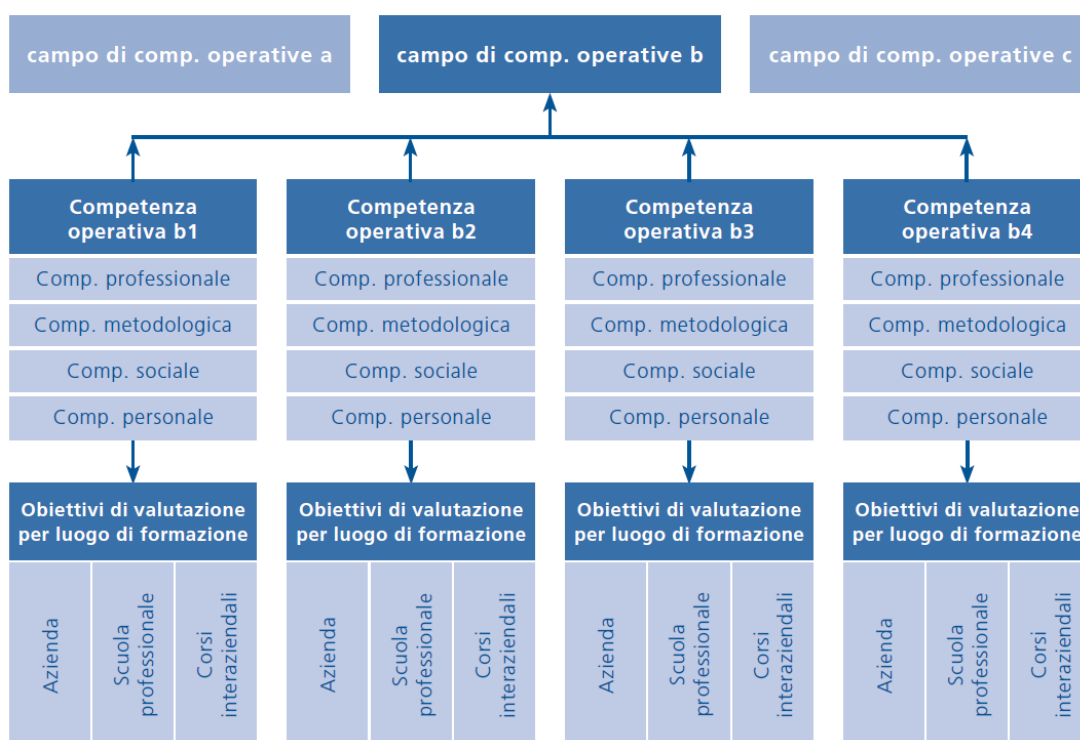 campo di comp. operative a
campo di comp. operative b
campo di comp. operative c
Competenza
operativa b1
Competenza
operativa b2
Competenza
operativa b3
Competenza
operativa b4
Comp. professionale
Comp. professionale
Comp. professionale
Comp. professionale
Comp. metodologica
Comp. metodologica
Comp. metodologica
Comp. metodologica
Comp. sociale
Comp. sociale
Comp. sociale
Comp. sociale
Comp. personale
Comp. personale
Comp. personale
Comp. personale
Obiettivi di valutazione
per luogo di formazione
Obiettivi di valutazione
per luogo di formazione
Obiettivi di valutazione
per luogo di formazione
Obiettivi di valutazione
per luogo di formazione
Azienda
Scuola
professionale
Corsi
interaziendali
Azienda
Scuola
professionale
Corsi
interaziendali
Azienda
Scuola
professionale
Corsi
interaziendali
Azienda
Scuola
professionale
Corsi
interaziendali